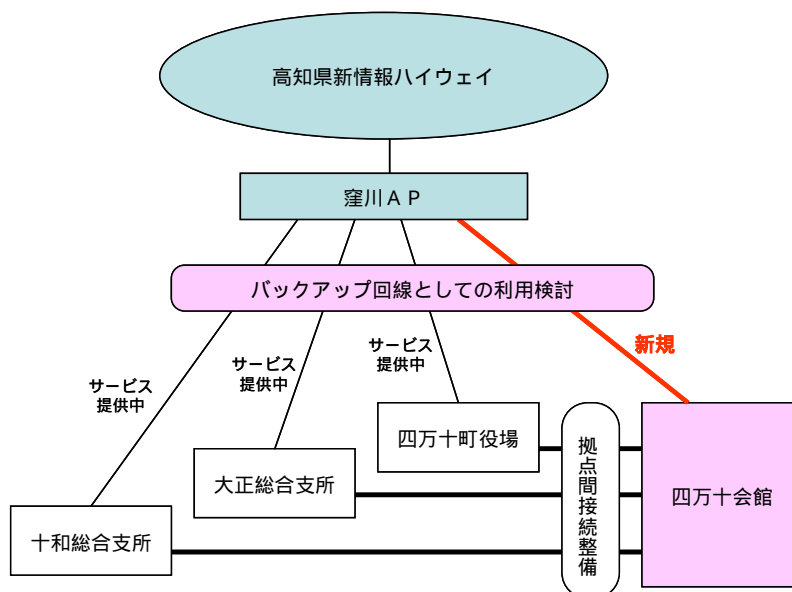 高知県新情報ハイウェイ
窪川ＡＰ
バックアップ回線としての利用検討
新規
サービス
提供中
サービス
提供中
サービス
提供中
四万十町役場
大正総合支所
十和総合支所
拠点間接続整備
四万十会館